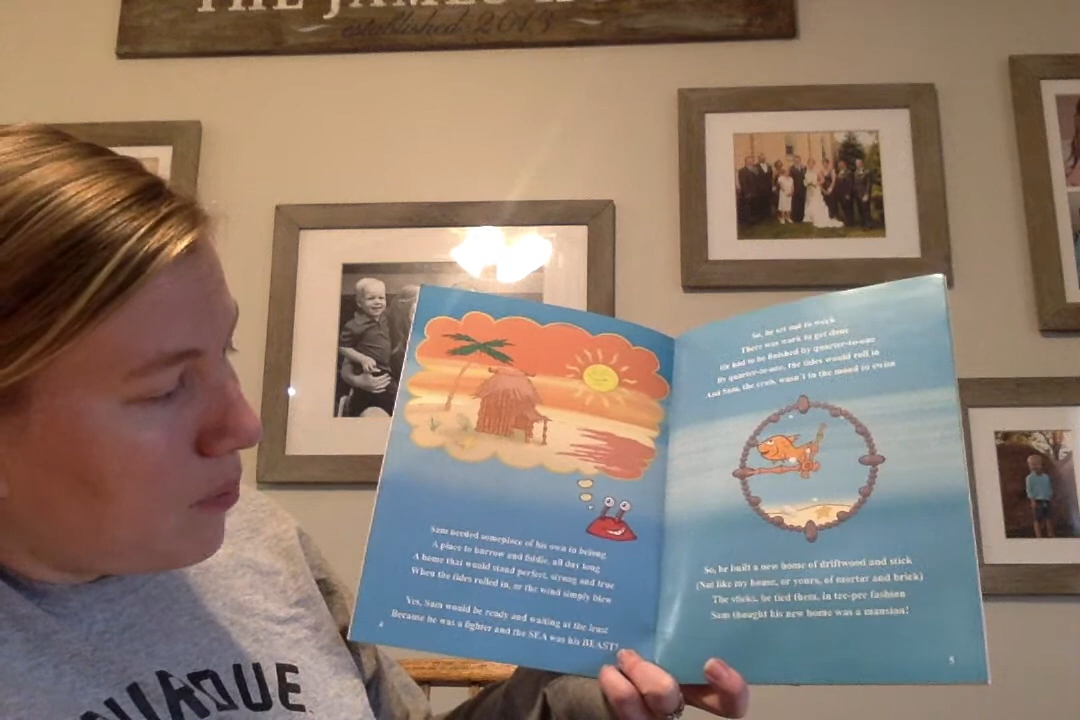 THE JAMES
established 2013
Sam needed someplace of his own to belong
A place to burrow and fiddle, all day long
A home that would stand perfect, strong and true
When the tides rolled in, or the wind simply blew
Yes, Sam would be ready and waiting at the least
Because he was a fighter and the SEA was his BEAST!
4
So, he set out to work
There was work to get done
He had to be finished by quarter-to-one
By quarter-to-one, The tides would roll in
And Sam, the crab, wasn't in the mood to swim
So, he built a new home of driftwood and stick
(Not like my house, or yours, of mortar and brick)
The sticks, he tied them, in tee-pee fashion
Sam thought his new home was a mansion!
5